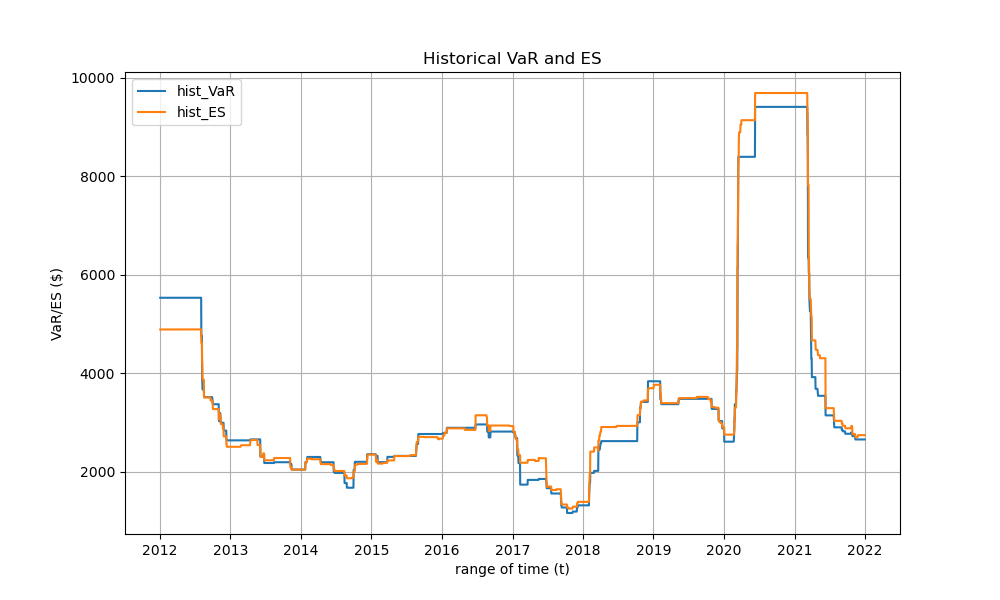 Historical VaR and ES
hist_VaR
hist_ES
10000
8000
6000
4000
2000
VaR/ES ($)
2012 2013 2014 2015 2016 2017 2018 2019 2020 2021 2022
range of time (t)